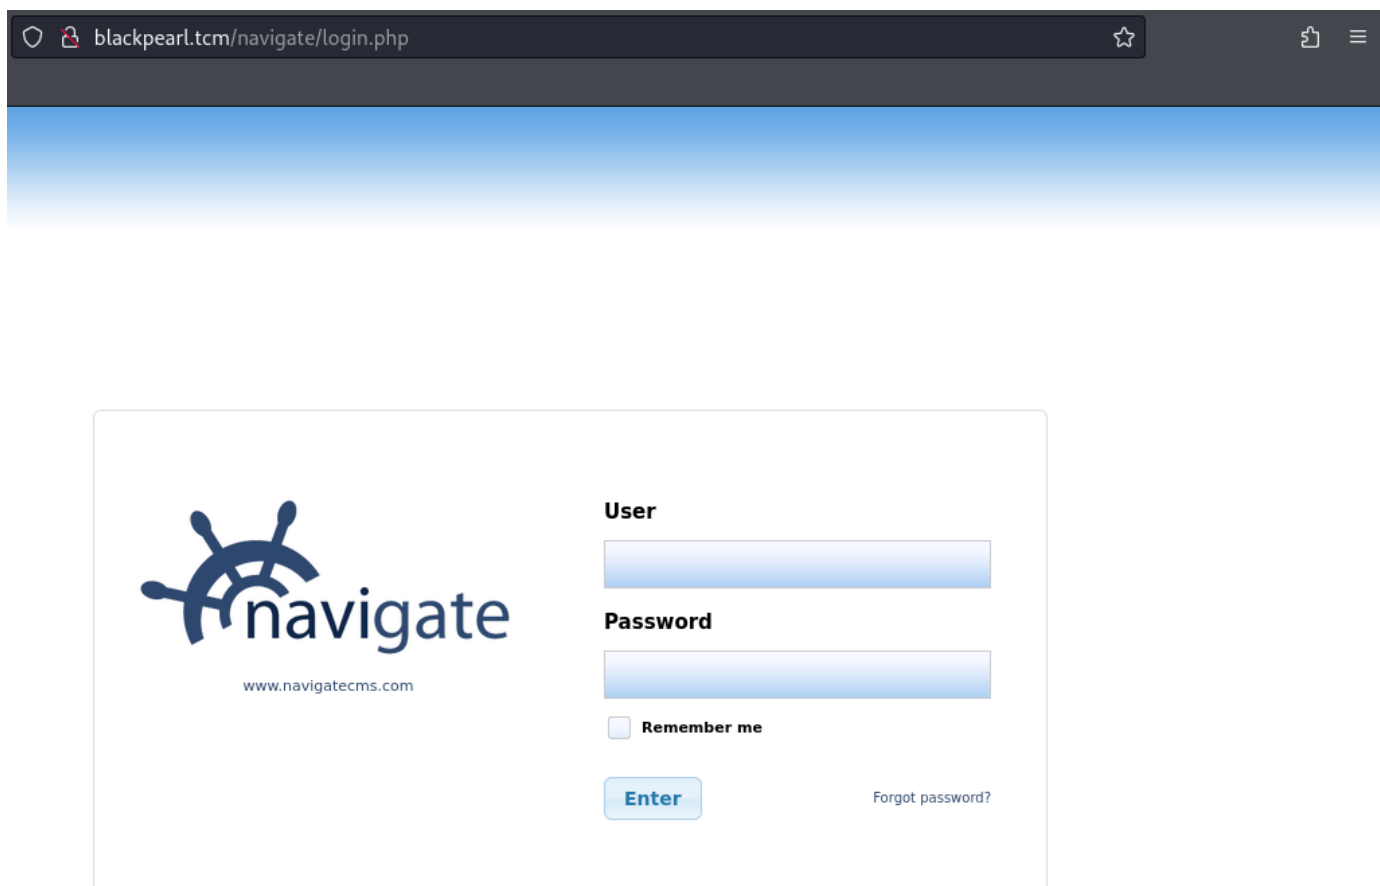 blackpearl.tcm/navigate/login.php
navigate
www.navigatecms.com
User
Password
Remember me
Enter
Forgot password?